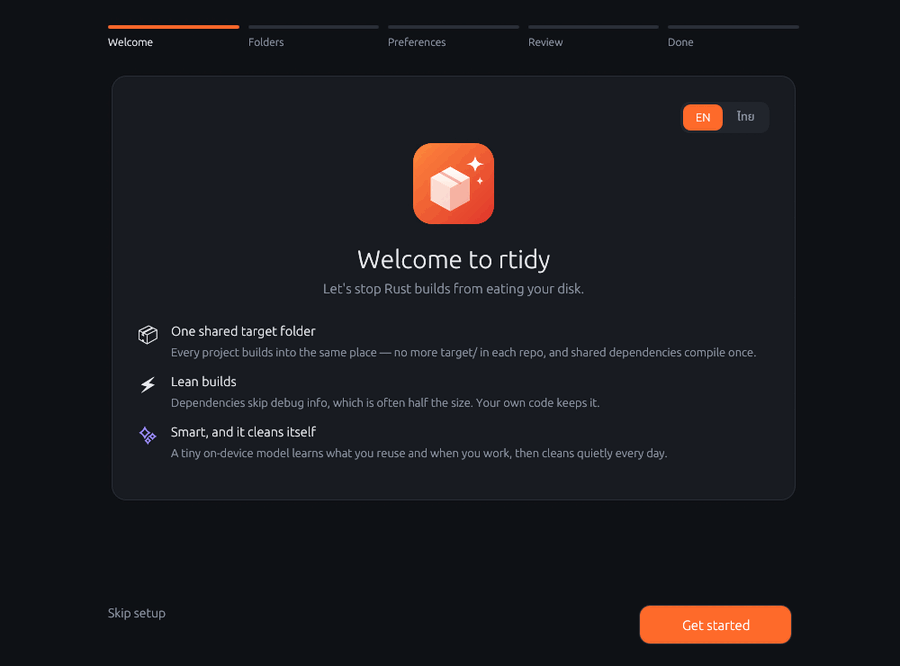 Welcome
Folders
Preferences
Review
Done
EN
ไทย
Welcome to rtidy
Let's stop Rust builds from eating your disk.
One shared target folder
Every project builds into the same place — no more target/ in each repo, and shared dependencies compile once.
Lean builds
Dependencies skip debug info, which is often half the size. Your own code keeps it.
Smart, and it cleans itself
A tiny on-device model learns what you reuse and when you work, then cleans quietly every day.
Skip setup
Get started